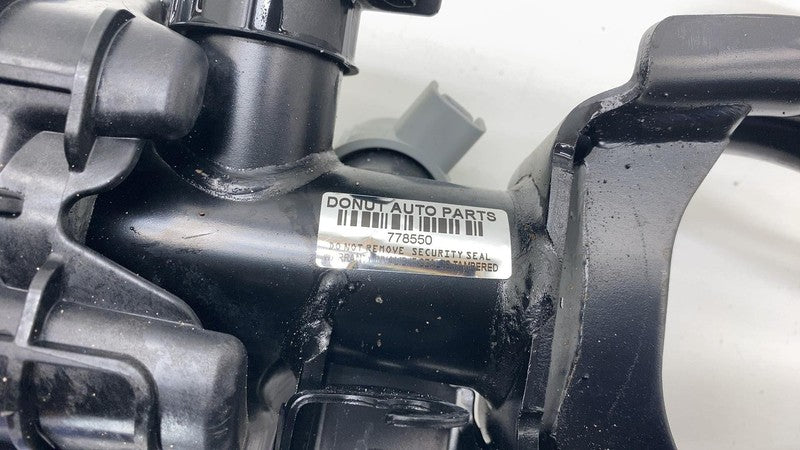 DONUT AUTO PARTS
778550
DO NOT REMOVE SECURITY SEAL
TAMPERED